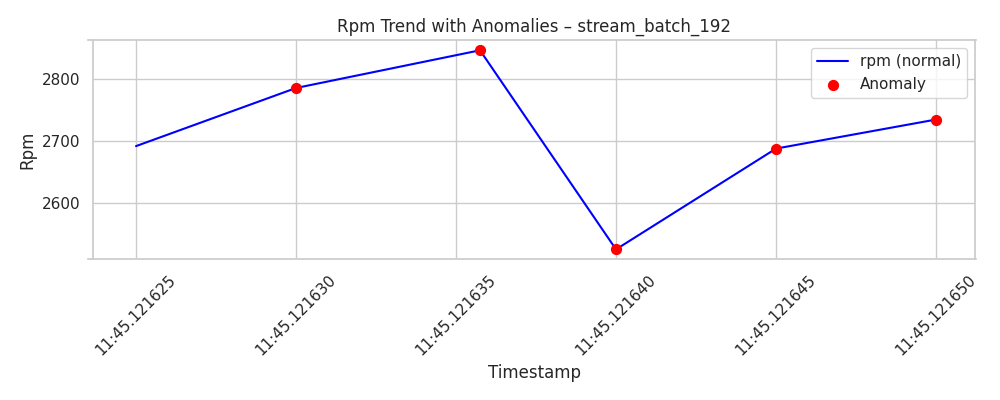 Rpm Trend with Anomalies – stream_batch_192
rpm (normal)
Anomaly
Rpm
2800
2700
2600
11:45.121625
11:45.121630
11:45.121635
11:45.121640
11:45.121645
11:45.121650
Timestamp